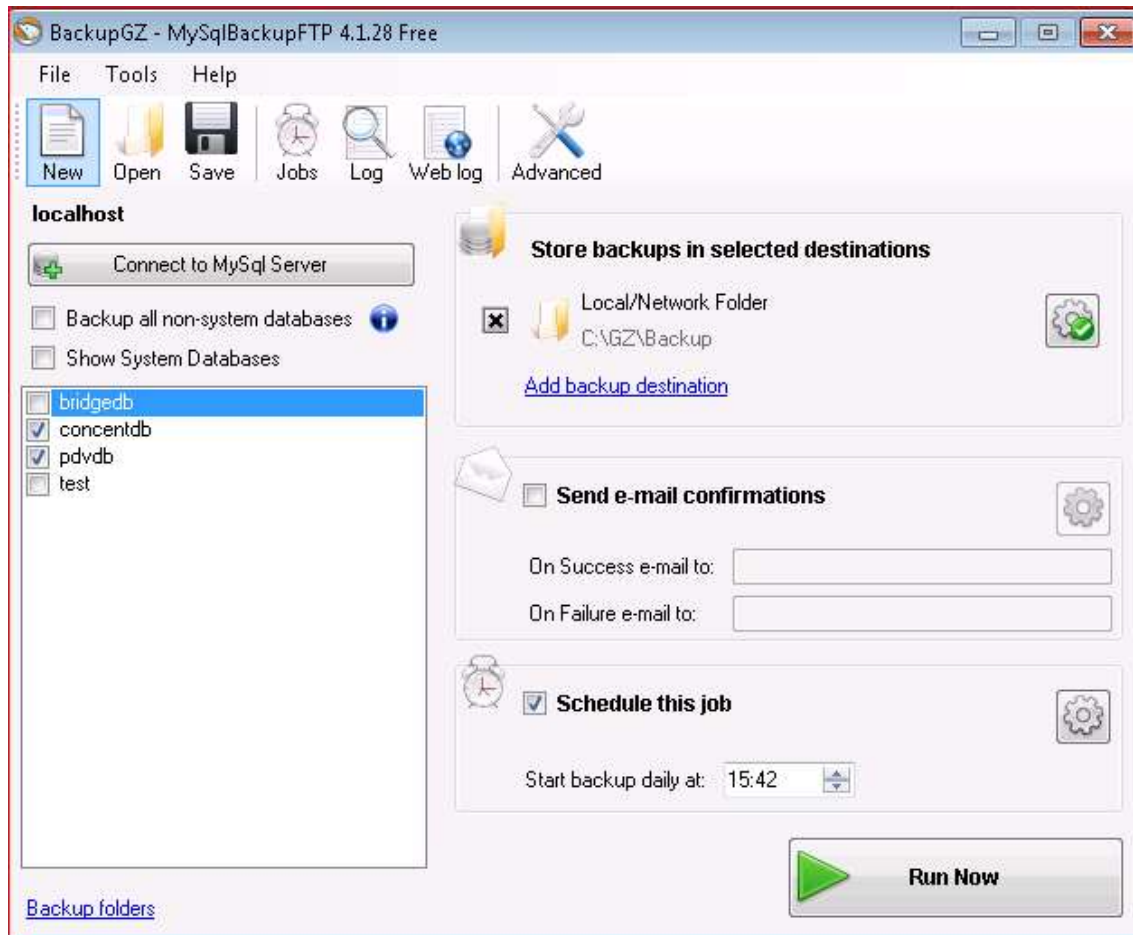 BackupGZ - MySqlBackupFTP 4.1.28 Free
File Tools Help
New Open Save Jobs Log Web log Advanced
localhost
Connect to MySql Server
Backup all non-system databases
Show System Databases
bridgedb
concentdb
pdvdb
test
Backup folders
Store backups in selected destinations
Local/Network Folder
C:\GZ\Backup
Add backup destination
Send e-mail confirmations
On Success e-mail to:
On Failure e-mail to:
Schedule this job
Start backup daily at: 15:42
Run Now